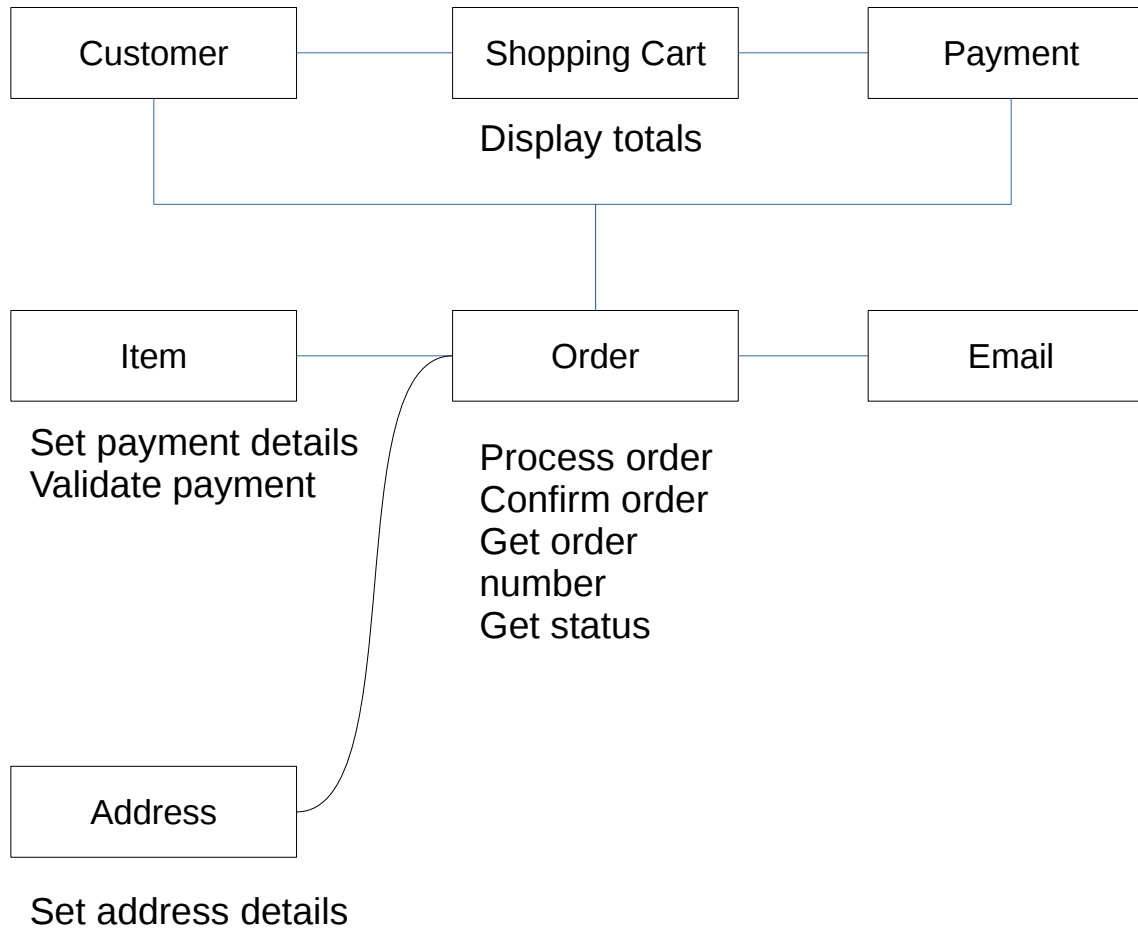 Customer
Shopping Cart
Payment
Display totals
Item
Order
Email
Set payment details
Validate payment
Process order
Confirm order
Get order
number
Get status
Address
Set address details